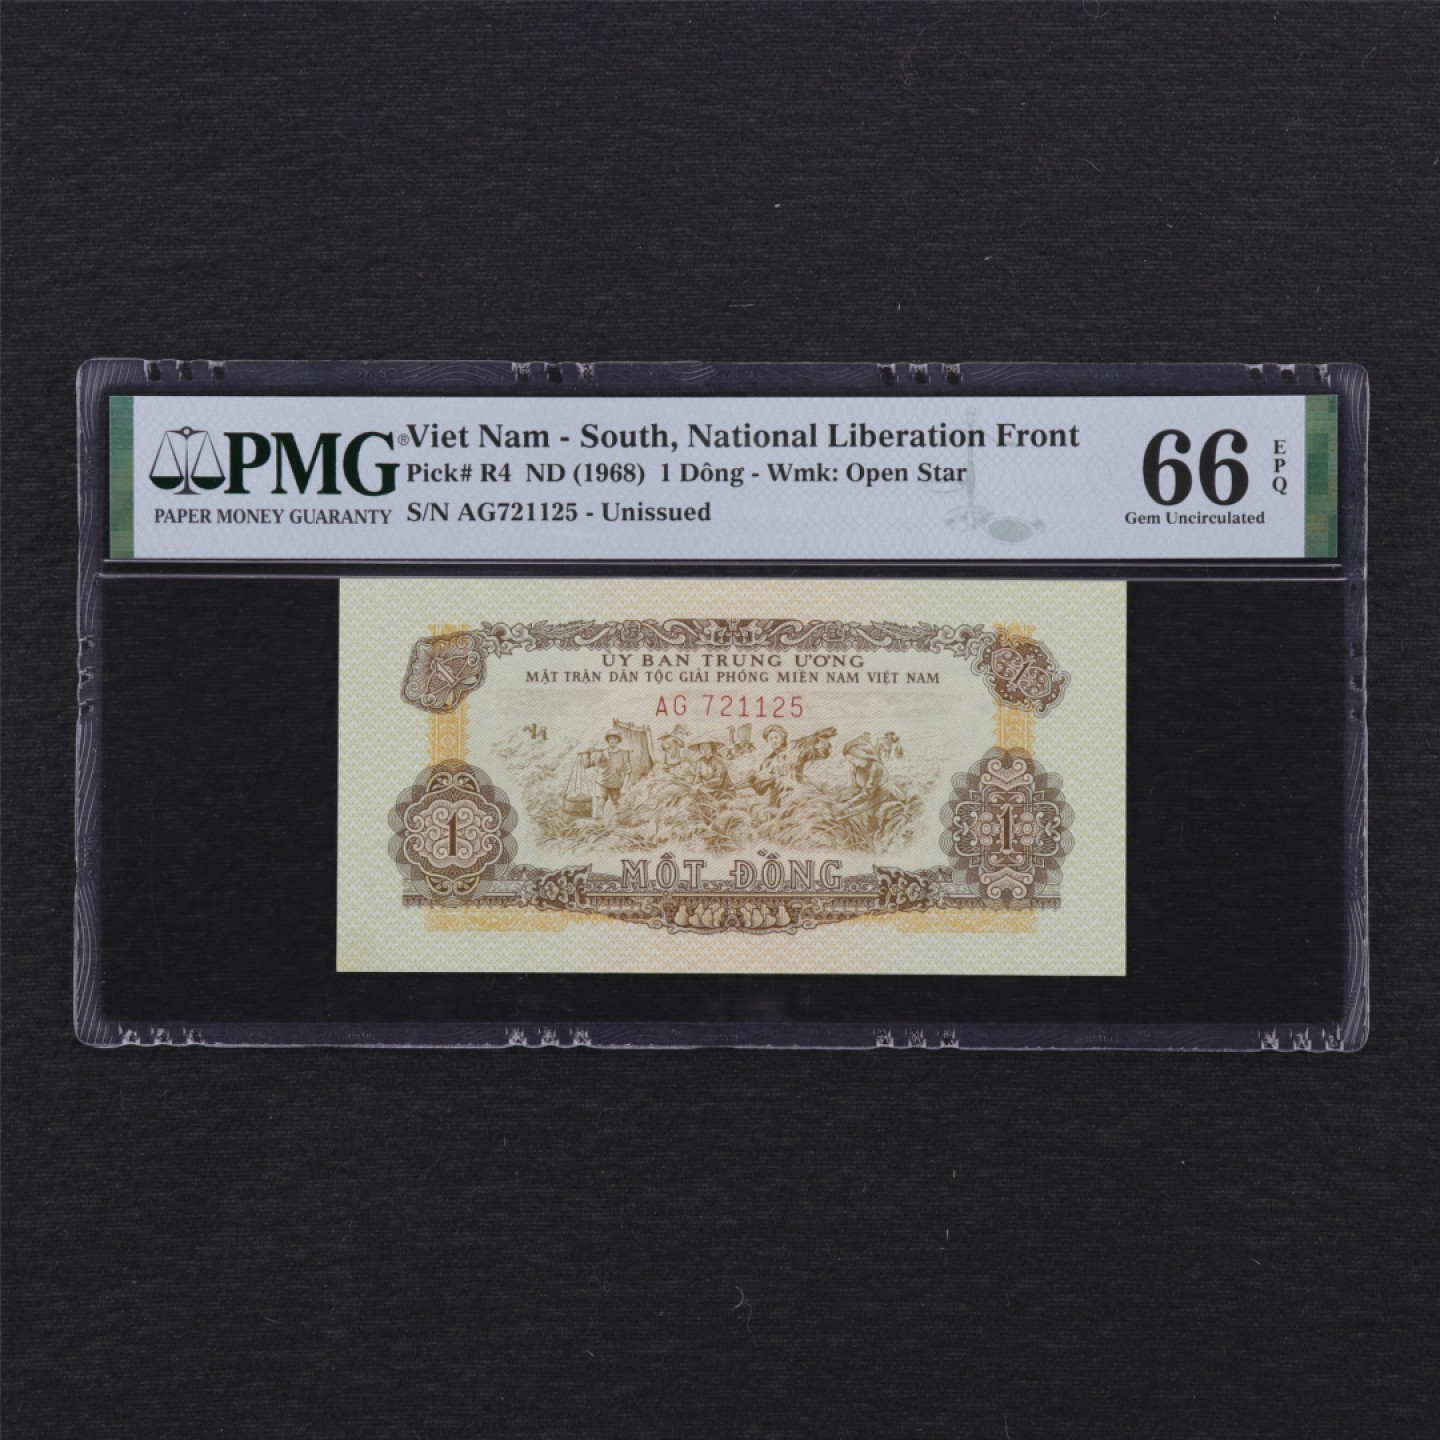 PMG®
PAPER MONEY GUARANTY
Viet Nam - South, National Liberation Front
Pick# R4 ND (1968) 1 Dông - Wmk: Open Star
S/N AG721125 - Unissued
66
EPQ
Gem Uncirculated
1
1
ỦY BAN TRUNG ƯƠNG
MẶT TRẬN DÂN TỘC GIẢI PHÓNG MIỀN NAM VIỆT NAM
AG 721125
1
1
MỘT ĐỒNG